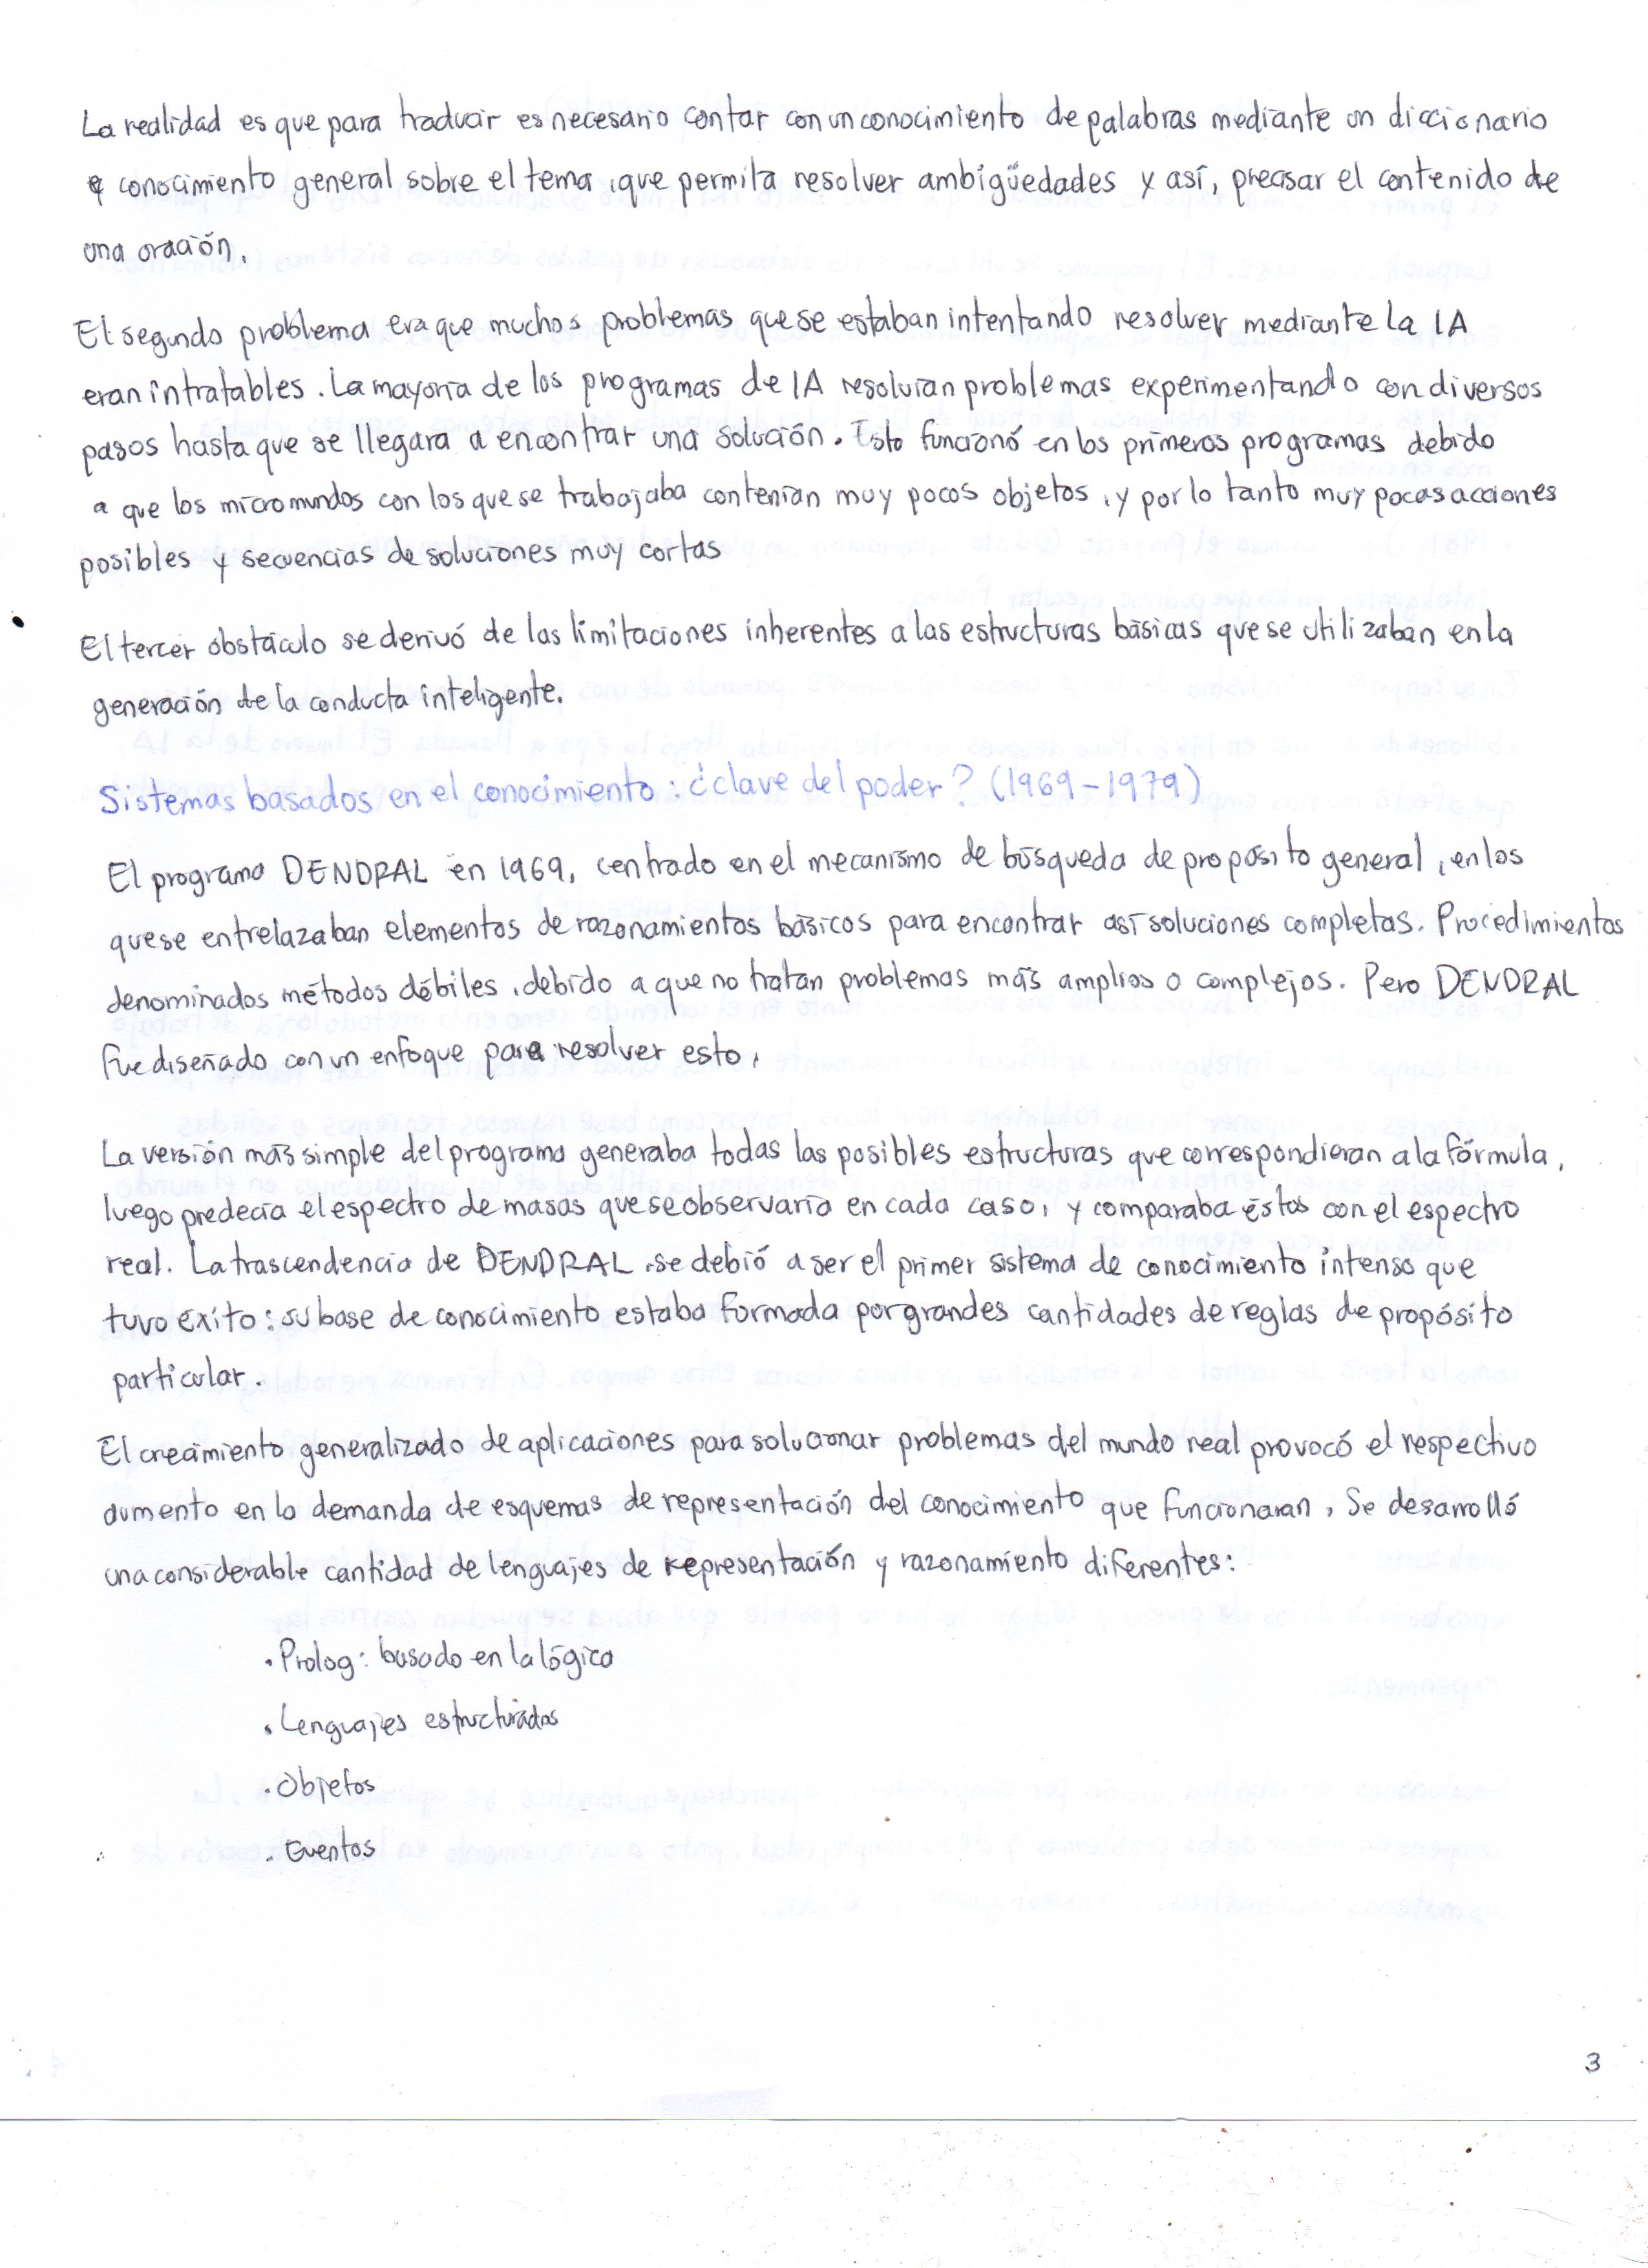 La realidad es que para traducir es necesario contar con un conocimiento de palabras mediante un diccionario
y conocimiento general sobre el tema, que permita resolver ambigüedades y así, precisar el contenido de
una oración.
El segundo problema era que muchos problemas que se estaban intentando resolver mediante la IA
eran intratables. La mayoría de los programas de IA resolvían problemas experimentando con diversos
pasos hasta que se llegara a encontrar una solución. Esto funcionó en los primeros programas debido
a que los micromundos con los que se trabajaba contenían muy pocos objetos, y por lo tanto muy pocas acciones
posibles y secuencias de soluciones muy cortas
El tercer obstáculo se derivó de las limitaciones inherentes a las estructuras básicas que se utilizaban en la
generación de la conducta inteligente.
Sistemas basados en el conocimiento: ¿clave del poder? (1969-1979)
El programa DENDRAL en 1969, centrado en el mecanismo de búsqueda de propósito general, en los
que se entrelazaban elementos de razonamientos básicos para encontrar así soluciones completas. Procedimientos
denominados métodos débiles, debido a que no tratan problemas más amplios o complejos. Pero DENDRAL
fue diseñado con un enfoque para resolver esto.
La versión más simple del programa generaba todas las posibles estructuras que correspondieran a la fórmula,
luego predecía el espectro de masas que se observaría en cada caso, y comparaba éstos con el espectro
real. La trascendencia de DENDRAL, se debió a ser el primer sistema de conocimiento intenso que
tuvo éxito: su base de conocimiento estaba formada por grandes cantidades de reglas de propósito
particular.
El crecimiento generalizado de aplicaciones para solucionar problemas del mundo real provocó el respectivo
aumento en la demanda de esquemas de representación del conocimiento que funcionaran. Se desarrolló
una considerable cantidad de lenguajes de representación y razonamiento diferentes:
• Prolog: basado en la lógica
• Lenguajes estructurados
• Objetos
• Eventos
3